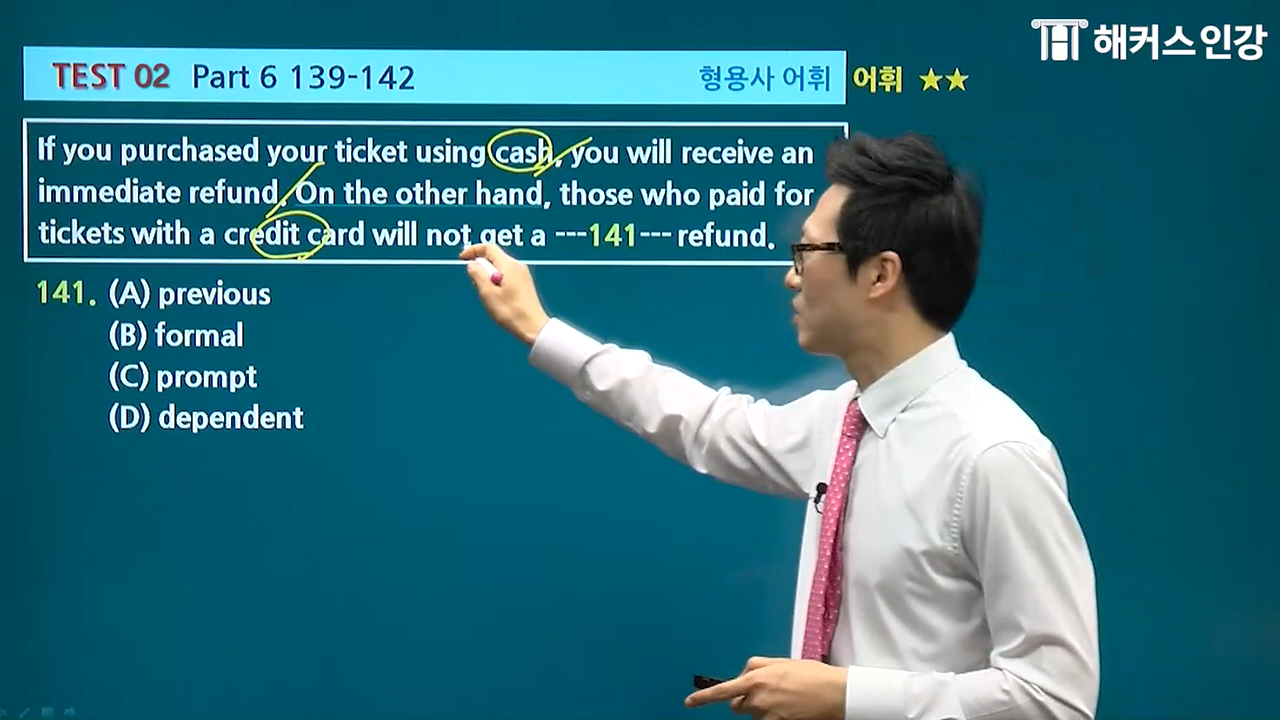 해커스인강
TEST 02 Part 6 139-142 형용사 어휘 어휘 ★★
If you purchased your ticket using cash, you will receive an
immediate refund. On the other hand, those who paid for
tickets with a credit card will not get a ---141--- refund.
141. (A) previous
(B) formal
(C) prompt
(D) dependent